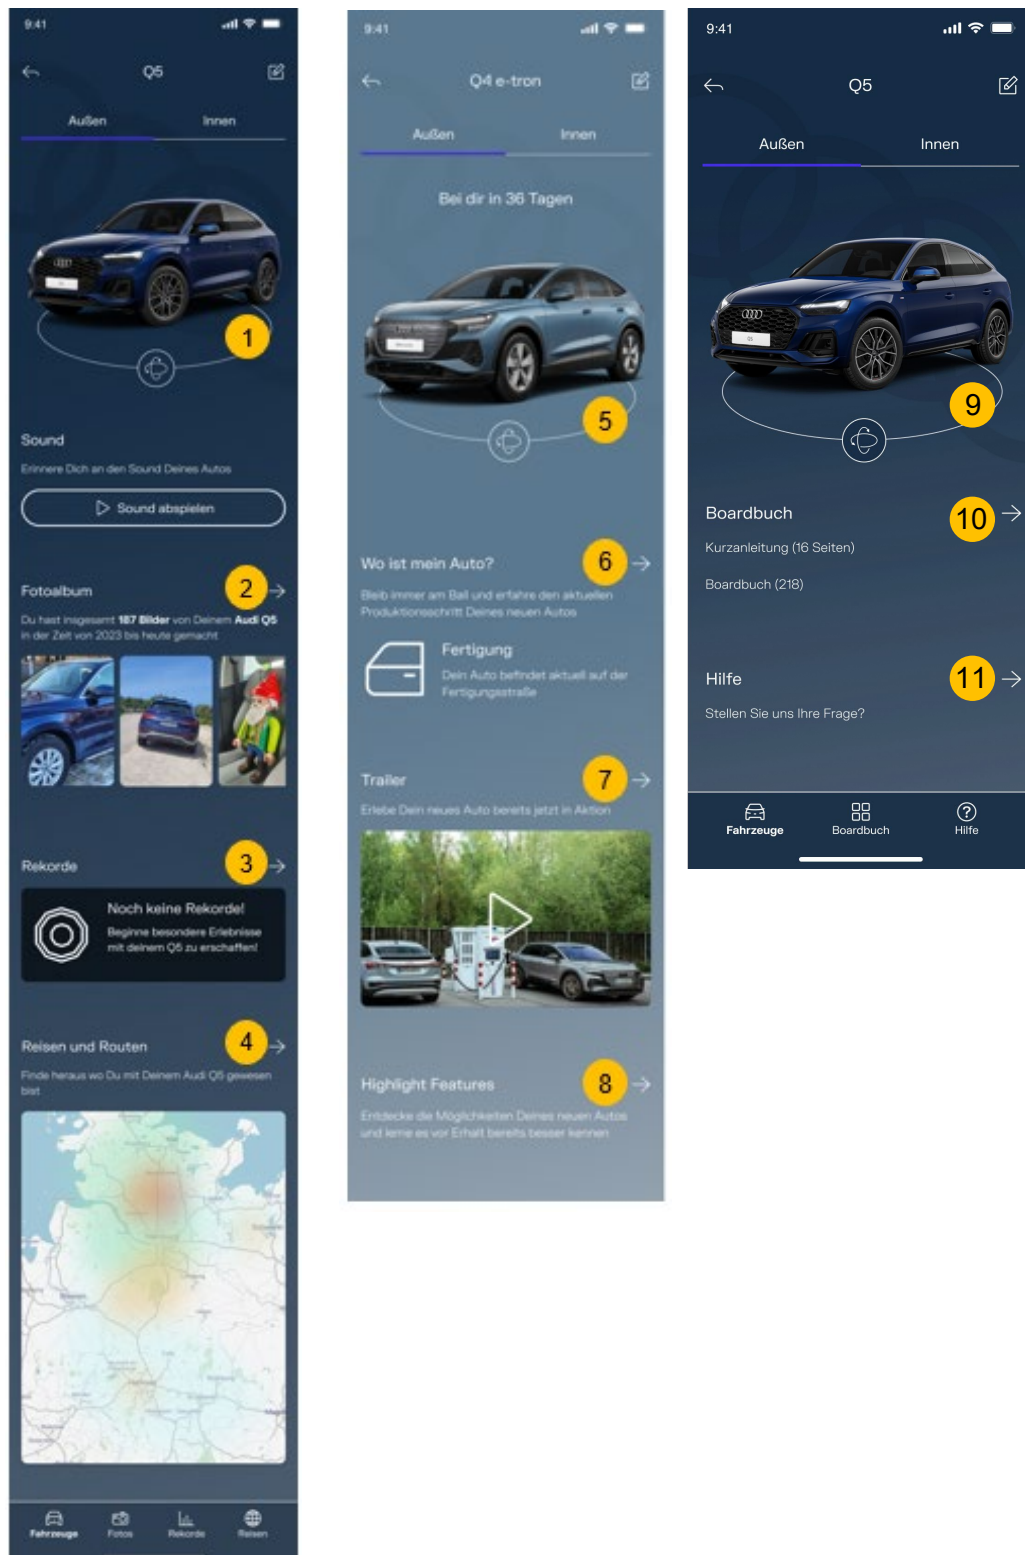 9:41
Q5
Außen Innen
1
Sound
Erinnere Dich an den Sound Deines Autos
Sound abspielen
Fotoalbum
2
Du hast insgesamt 187 Bilder von Deinem Audi Q5
in der Zeit von 2023 bis heute gemacht
Rekorde
3
Noch keine Rekorde!
Beginne besondere Erlebnisse
mit deinem Q5 zu erschaffen!
Reisen und Routen
4
Finde heraus wo Du mit Deinem Audi Q5 gewesen
bist
Fahrzeuge Fotos Rekorde Reisen
9:41
Q4 e-tron
Außen Innen
Bei dir in 36 Tagen
5
Wo ist mein Auto?
6
Bleib immer am Ball und erfahre den aktuellen
Produktionsschritt Deines neuen Autos
Fertigung
Dein Auto befindet aktuell auf der
Fertigungsstraße
Trailer
7
Erlebe Dein neues Auto bereits jetzt in Aktion
Highlight Features
8
Entdecke die Möglichkeiten Deines neuen Autos
und lerne es vor Erhalt bereits besser kennen
9:41
Q5
Außen Innen
Q5
9
Boardbuch
10
Kurzanleitung (16 Seiten)
Boardbuch (218)
Hilfe
11
Stellen Sie uns Ihre Frage?
Fahrzeuge Boardbuch Hilfe